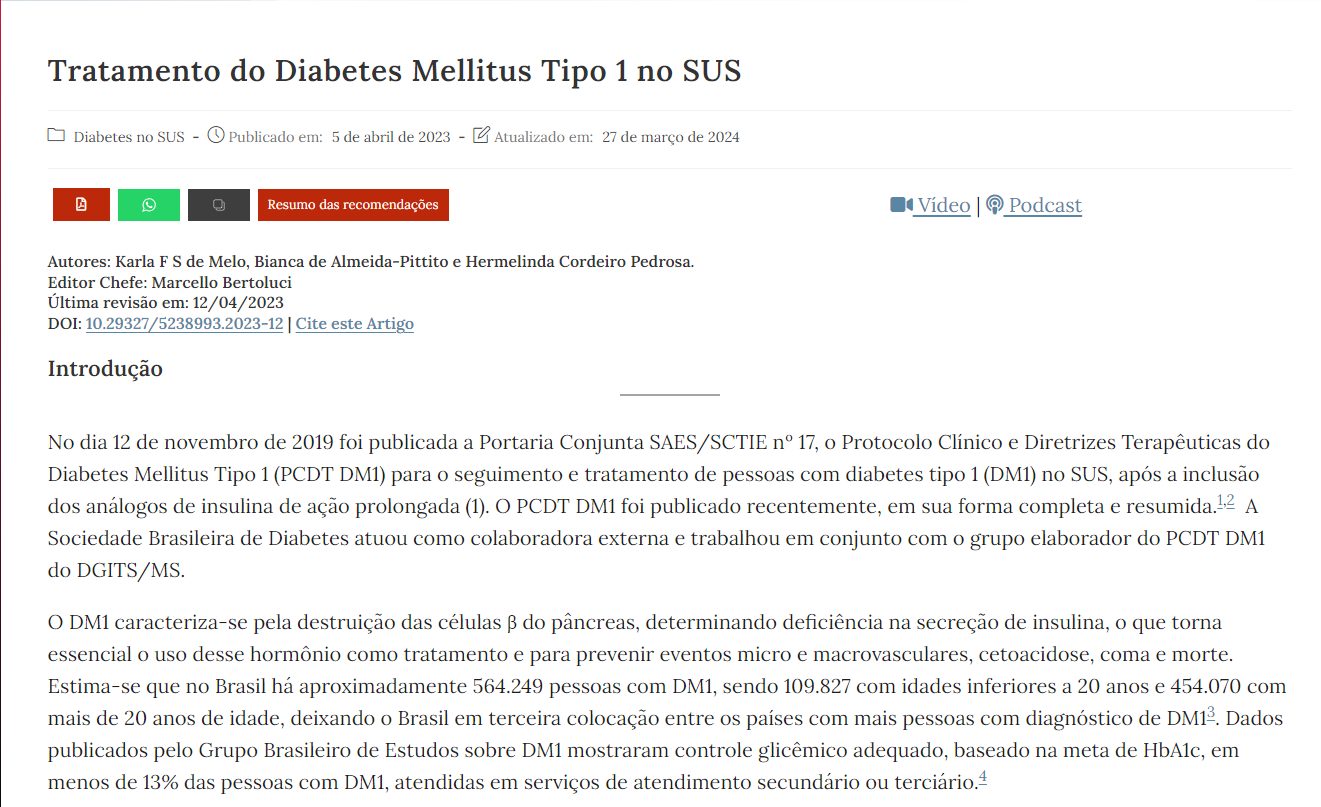 Tratamento do Diabetes Mellitus Tipo 1 no SUS
Diabetes no SUS - Publicado em: 5 de abril de 2023 - Atualizado em: 27 de março de 2024
Resumo das recomendações
Vídeo | Podcast
Autores: Karla F S de Melo, Bianca de Almeida-Pittito e Hermelinda Cordeiro Pedrosa.
Editor Chefe: Marcello Bertoluci
Última revisão em: 12/04/2023
DOI: 10.29327/5238993.2023-12 | Cite este Artigo
Introdução
No dia 12 de novembro de 2019 foi publicada a Portaria Conjunta SAES/SCTIE nº 17, o Protocolo Clínico e Diretrizes Terapêuticas do
Diabetes Mellitus Tipo 1 (PCDT DM1) para o seguimento e tratamento de pessoas com diabetes tipo 1 (DM1) no SUS, após a inclusão
dos análogos de insulina de ação prolongada (1). O PCDT DM1 foi publicado recentemente, em sua forma completa e resumida.1,2 A
Sociedade Brasileira de Diabetes atuou como colaboradora externa e trabalhou em conjunto com o grupo elaborador do PCDT DM1
do DGITS/MS.
O DM1 caracteriza-se pela destruição das células β do pâncreas, determinando deficiência na secreção de insulina, o que torna
essencial o uso desse hormônio como tratamento e para prevenir eventos micro e macrovasculares, cetoacidose, coma e morte.
Estima-se que no Brasil há aproximadamente 564.249 pessoas com DM1, sendo 109.827 com idades inferiores a 20 anos e 454.070 com
mais de 20 anos de idade, deixando o Brasil em terceira colocação entre os países com mais pessoas com diagnóstico de DM13. Dados
publicados pelo Grupo Brasileiro de Estudos sobre DM1 mostraram controle glicêmico adequado, baseado na meta de HbA1c, em
menos de 13% das pessoas com DM1, atendidas em serviços de atendimento secundário ou terciário.4